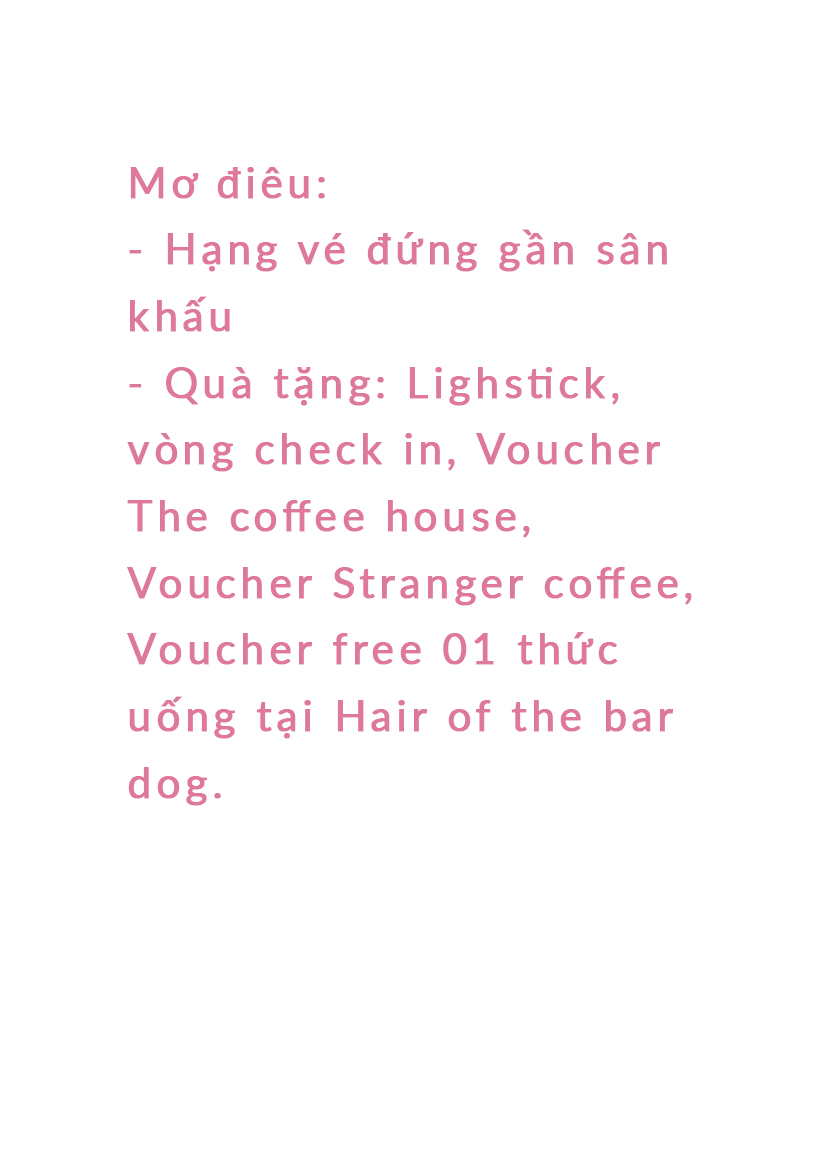 Mơ điêu:
- Hạng vé đứng gần sân
khấu
- Quà tặng: Lighstick,
vòng check in, Voucher
The coffee house,
Voucher Stranger coffee,
Voucher free 01 thức
uống tại Hair of the bar
dog.